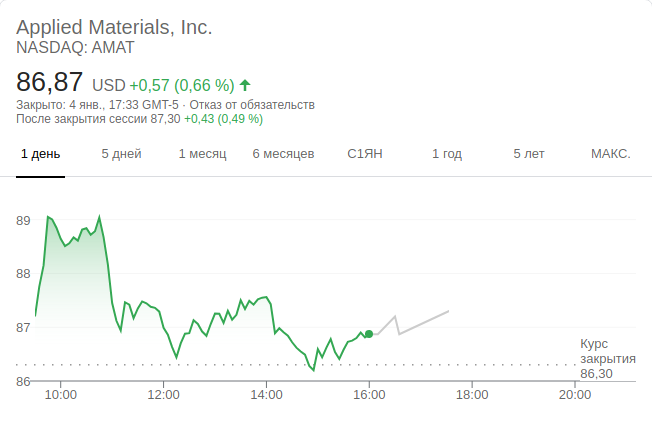 Applied Materials, Inc.
NASDAQ: AMAT
86,87 USD +0,57 (0,66 %)
Закрыто: 4 янв., 17:33 GMT-5 · Отказ от обязательств
После закрытия сессии 87,30 +0,43 (0,49 %)
1 день 5 дней 1 месяц 6 месяцев С1ЯН 1 год 5 лет МАКС.
89
88
87
Курс
закрытия
86,30
86
10:00 12:00 14:00 16:00 18:00 20:00